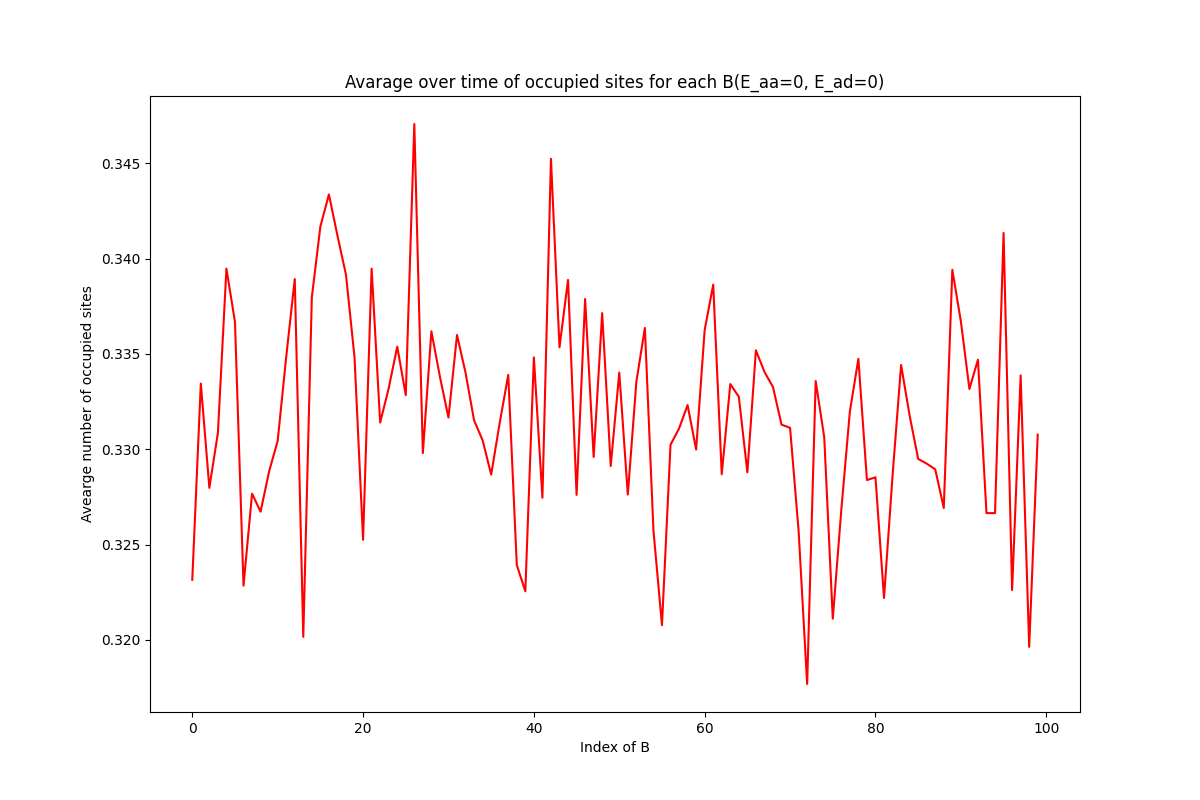 Avarage over time of occupied sites for each B(E_aa=0, E_ad=0)
0.345
0.340
0.335
0.330
0.325
0.320
Avearge number of occupied sites
0 20 40 60 80 100
Index of B